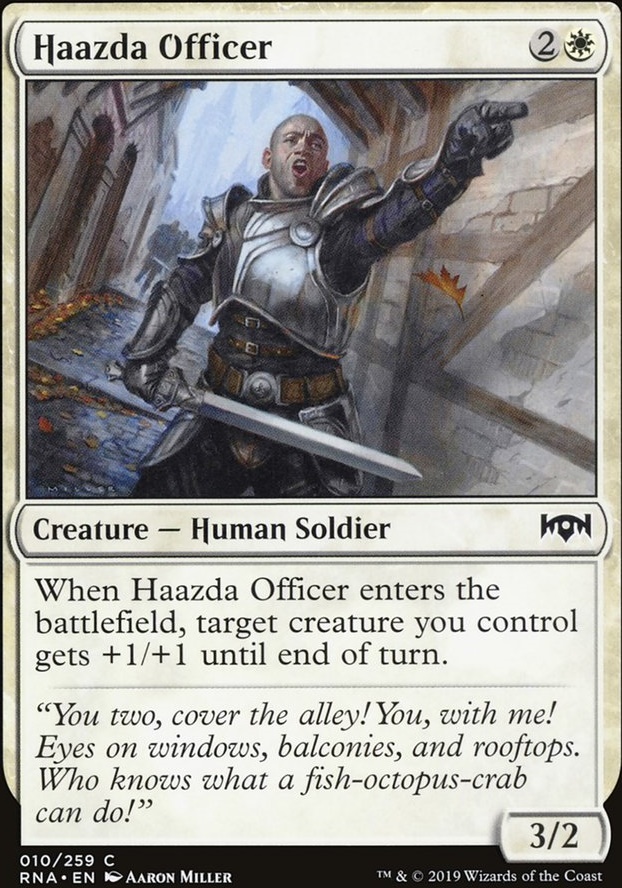 Haazda Officer 2
MILLER
Creature — Human Soldier
When Haazda Officer enters the
battlefield, target creature you control
gets +1/+1 until end of turn.
“You two, cover the alley! You, with me!
Eyes on windows, balconies, and rooftops.
Who knows what a fish-octopus-crab
can do!”
3/2
010/259 C
RNA • EN Aaron Miller
™ & © 2019 Wizards of the Coast